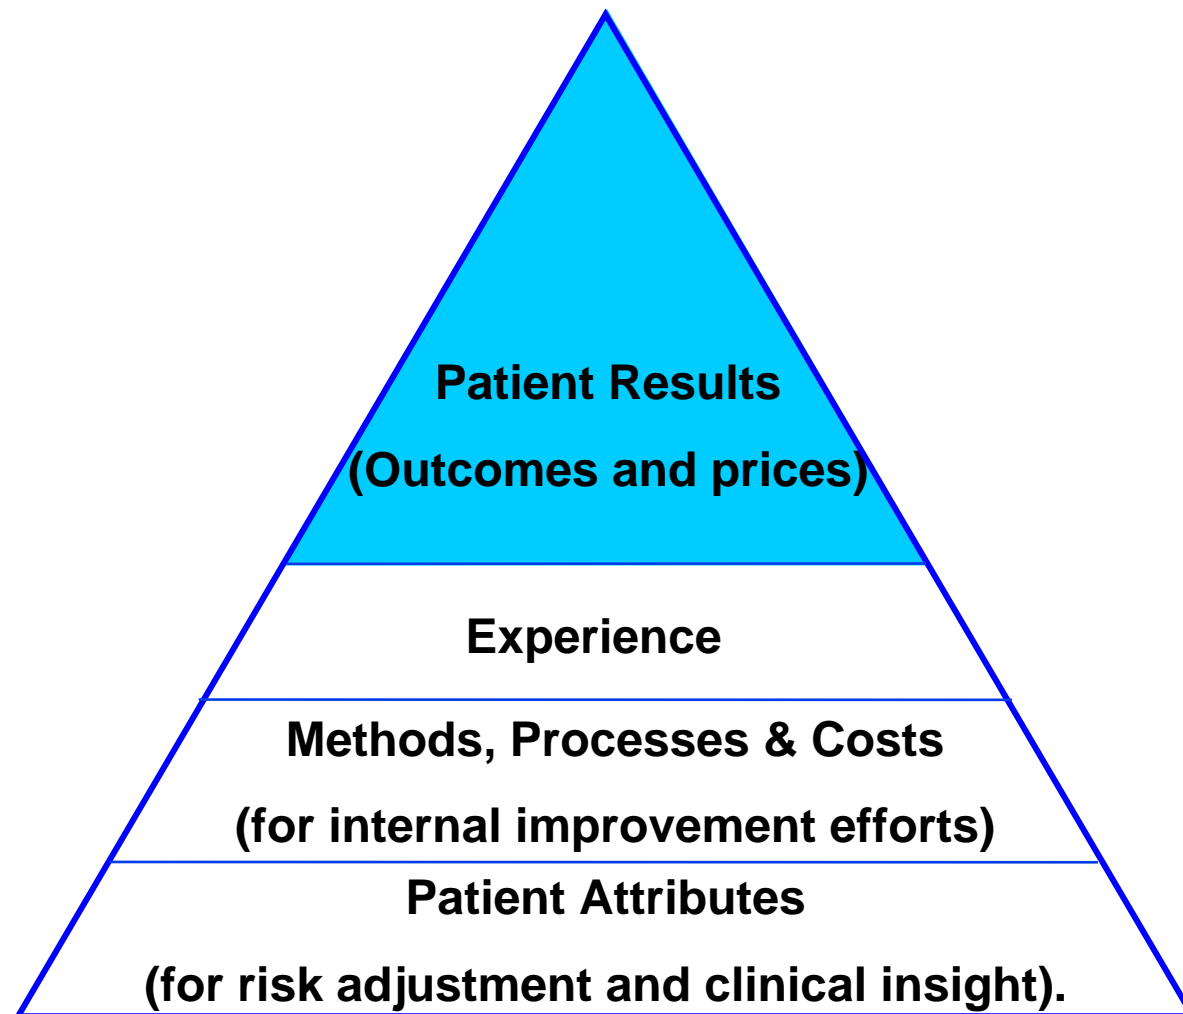 Patient Results
(Outcomes and prices)
Experience
Methods, Processes & Costs
(for internal improvement efforts)
Patient Attributes
(for risk adjustment and clinical insight).